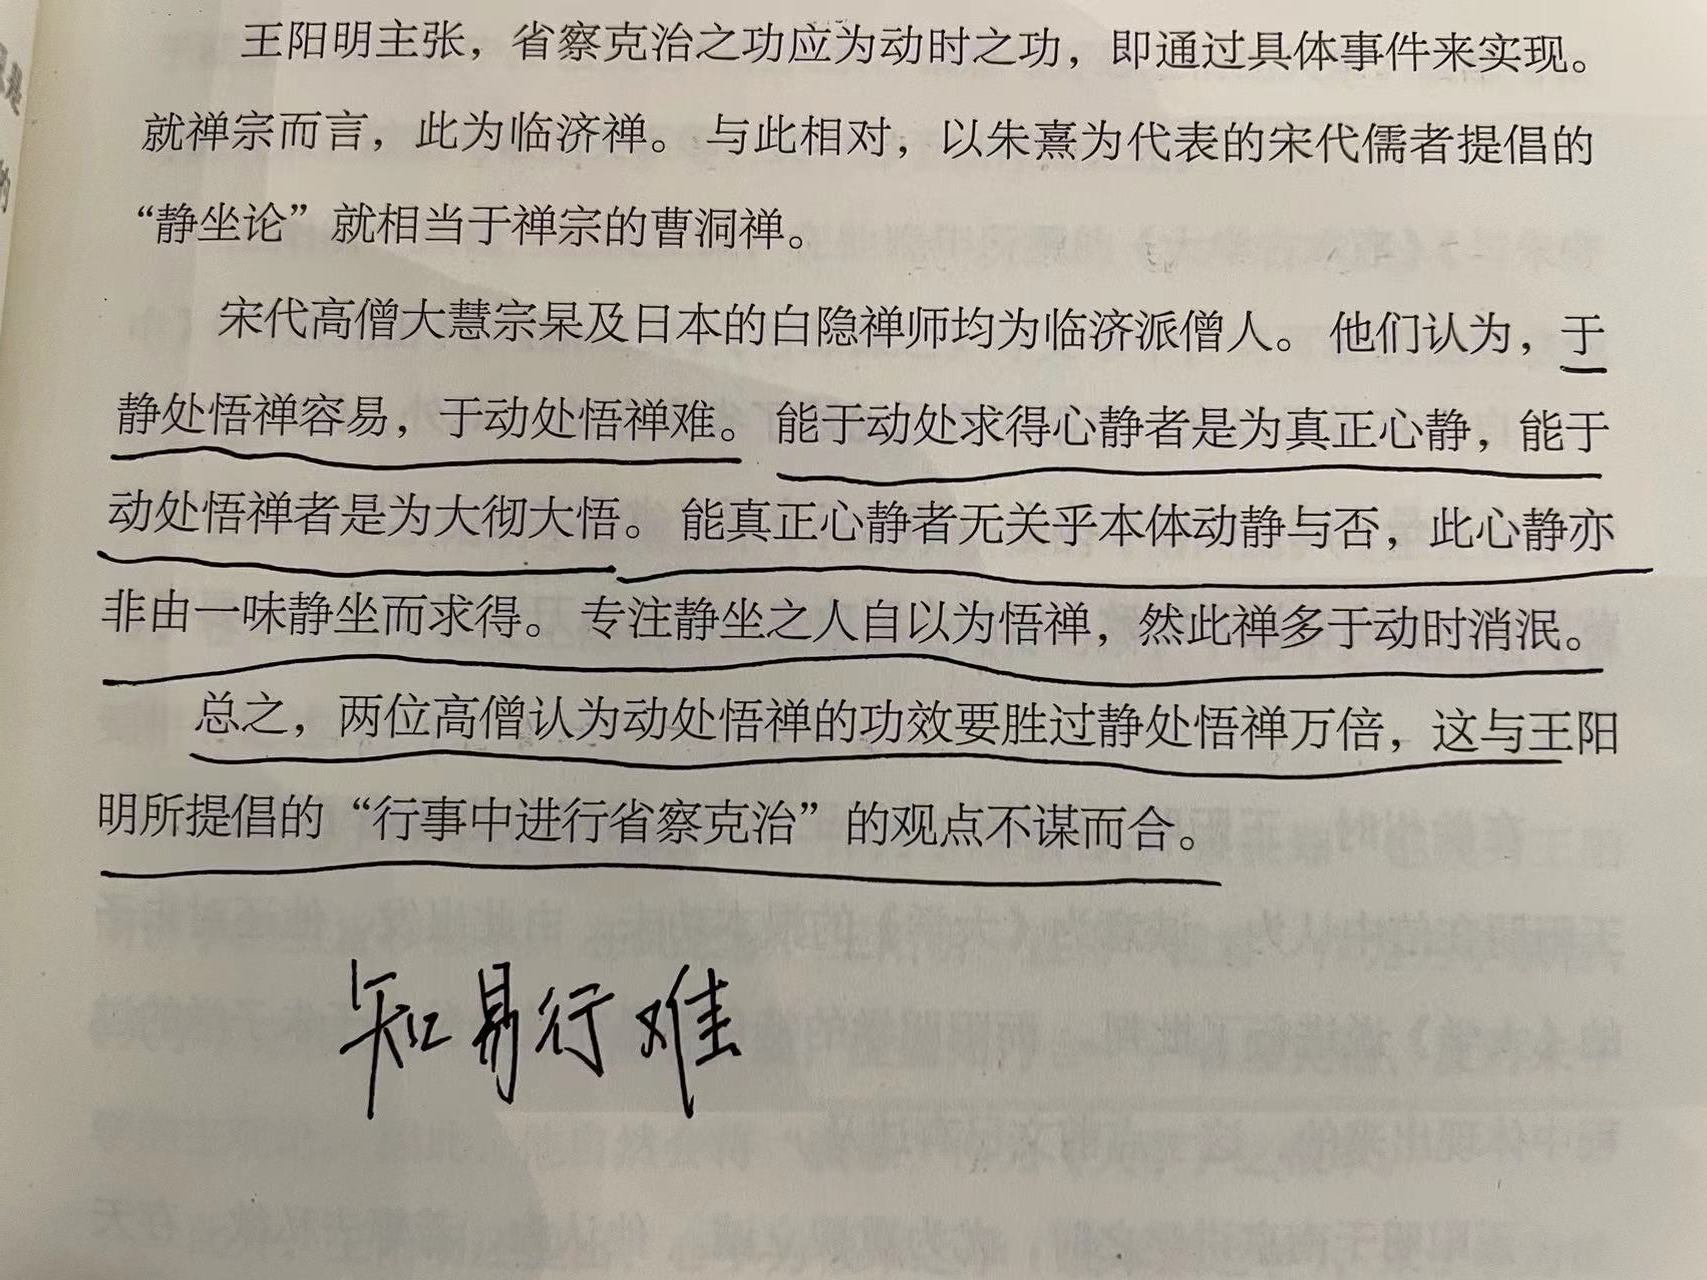 王阳明主张，省察克治之功应为动时之功，即通过具体事件来实现。
就禅宗而言，此为临济禅。与此相对，以朱熹为代表的宋代儒者提倡的
“静坐论”就相当于禅宗的曹洞禅。
宋代高僧大慧宗杲及日本的白隐禅师均为临济派僧人。他们认为，于
静处悟禅容易，于动处悟禅难。能于动处求得心静者是为真正心静，能于
动处悟禅者是为大彻大悟。能真正心静者无关乎本体动静与否，此心静亦
非由一味静坐而求得。专注静坐之人自以为悟禅，然此禅多于动时消泯。
总之，两位高僧认为动处悟禅的功效要胜过静处悟禅万倍，这与王阳
明所提倡的“行事中进行省察克治”的观点不谋而合。
知易行难